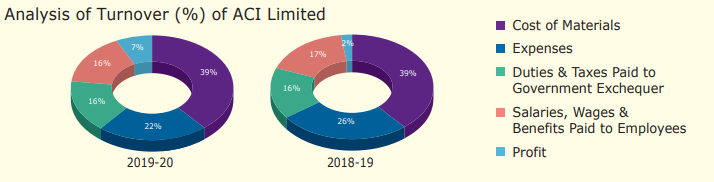 Analysis of Turnover (%) of ACI Limited
7%
39%
22%
16%
16%
2019-20
2%
39%
26%
16%
17%
2018-19
Cost of Materials
Expenses
Duties & Taxes Paid to
Government Exchequer
Salaries, Wages &
Benefits Paid to Employees
Profit